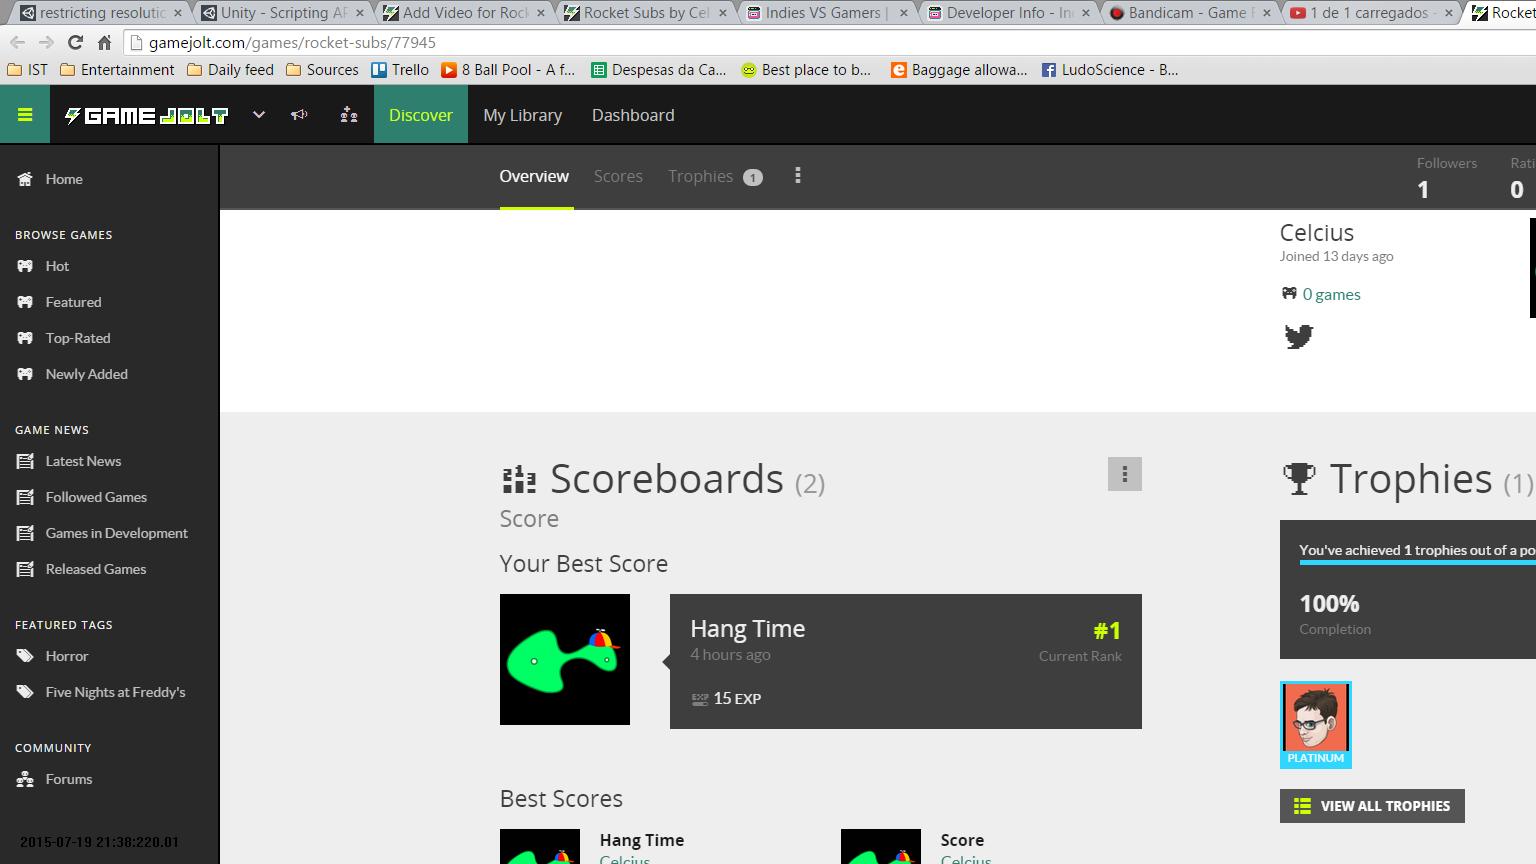 restricting resolutic
Unity - Scripting AP
Add Video for Rock
Rocket Subs by Cel
Indies VS Gamers |
Developer Info - In
Bandicam - Game F
1 de 1 carregados -
Rocket
gamejolt.com/games/rocket-subs/77945
IST
Entertainment
Daily feed
Sources
Trello
8 Ball Pool - A f...
Despesas da Ca...
Best place to b...
Baggage allowa...
LudoScience - B...
GAME JOLT
Discover
My Library
Dashboard
Home
BROWSE GAMES
Hot
Featured
Top-Rated
Newly Added
GAME NEWS
Latest News
Followed Games
Games in Development
Released Games
FEATURED TAGS
Horror
Five Nights at Freddy's
COMMUNITY
Forums
2015-07-19 21:38:220.01
Overview
Scores
Trophies 1
Followers
1
Rati
0
Celcius
Joined 13 days ago
0 games
Scoreboards (2)
Score
Your Best Score
Hang Time
4 hours ago
#1
Current Rank
EXP 15 EXP
Best Scores
Hang Time
Celcius
Score
Celcius
Trophies (1)
You've achieved 1 trophies out of a po
100%
Completion
PLATINUM
VIEW ALL TROPHIES